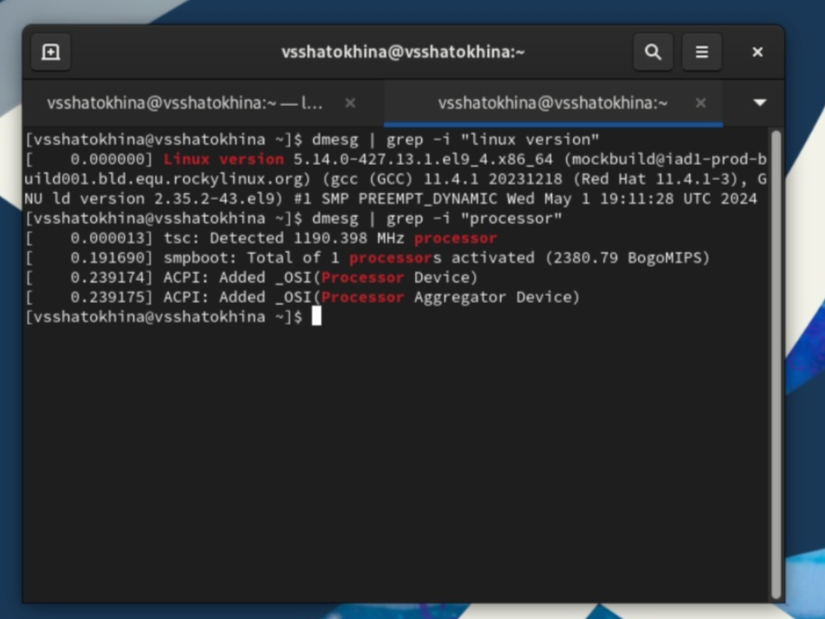 vsshatokhina@vsshatokhina:~
vsshatokhina@vsshatokhina:~ — l...
vsshatokhina@vsshatokhina:~
[vsshatokhina@vsshatokhina ~]$ dmesg | grep -i "linux version"
[    0.000000] Linux version 5.14.0-427.13.1.el9_4.x86_64 (mockbuild@iad1-prod-b
uild001.bld.equ.rockylinux.org) (gcc (GCC) 11.4.1 20231218 (Red Hat 11.4.1-3), G
NU ld version 2.35.2-43.el9) #1 SMP PREEMPT_DYNAMIC Wed May 1 19:11:28 UTC 2024
[vsshatokhina@vsshatokhina ~]$ dmesg | grep -i "processor"
[    0.000013] tsc: Detected 1190.398 MHz processor
[    0.191690] smpboot: Total of 1 processors activated (2380.79 BogoMIPS)
[    0.239174] ACPI: Added _OSI(Processor Device)
[    0.239175] ACPI: Added _OSI(Processor Aggregator Device)
[vsshatokhina@vsshatokhina ~]$